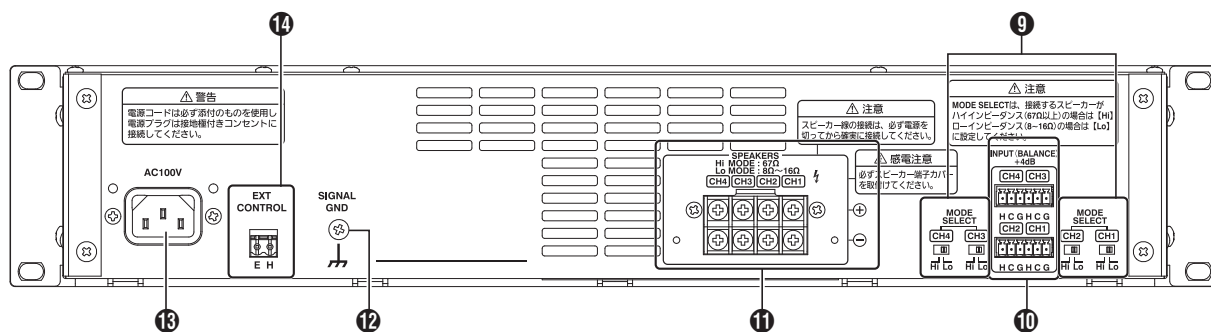 ⓮
❾
⚠ 警告
電源コードは必ず添付のものを使用し
電源プラグは接地極付きコンセントに
接続してください。
AC100V
EXT
CONTROL
E H
SIGNAL
GND
⚠ 注意
スピーカー線の接続は、必ず電源を
切ってから確実に接続してください。
⚠ 感電注意
必ずスピーカー端子カバー
を取付けてください。
SPEAKERS
Hi MODE : 67Ω
Lo MODE : 8Ω～16Ω
CH4 CH3 CH2 CH1
⊕
⊖
⚠ 注意
MODE SELECTは、接続するスピーカーが
ハイインピーダンス(67Ω以上)の場合は【Hi】
ローインピーダンス(8−16Ω)の場合は【Lo】
に設定してください。
INPUT(BALANCE)
+4dB
CH4 CH3
H C G H C G
CH2 CH1
H C G H C G
MODE
SELECT
CH4 CH3
Hi Lo Hi Lo
MODE
SELECT
CH2 CH1
Hi Lo Hi Lo
⓭
⓬
⓫
❿